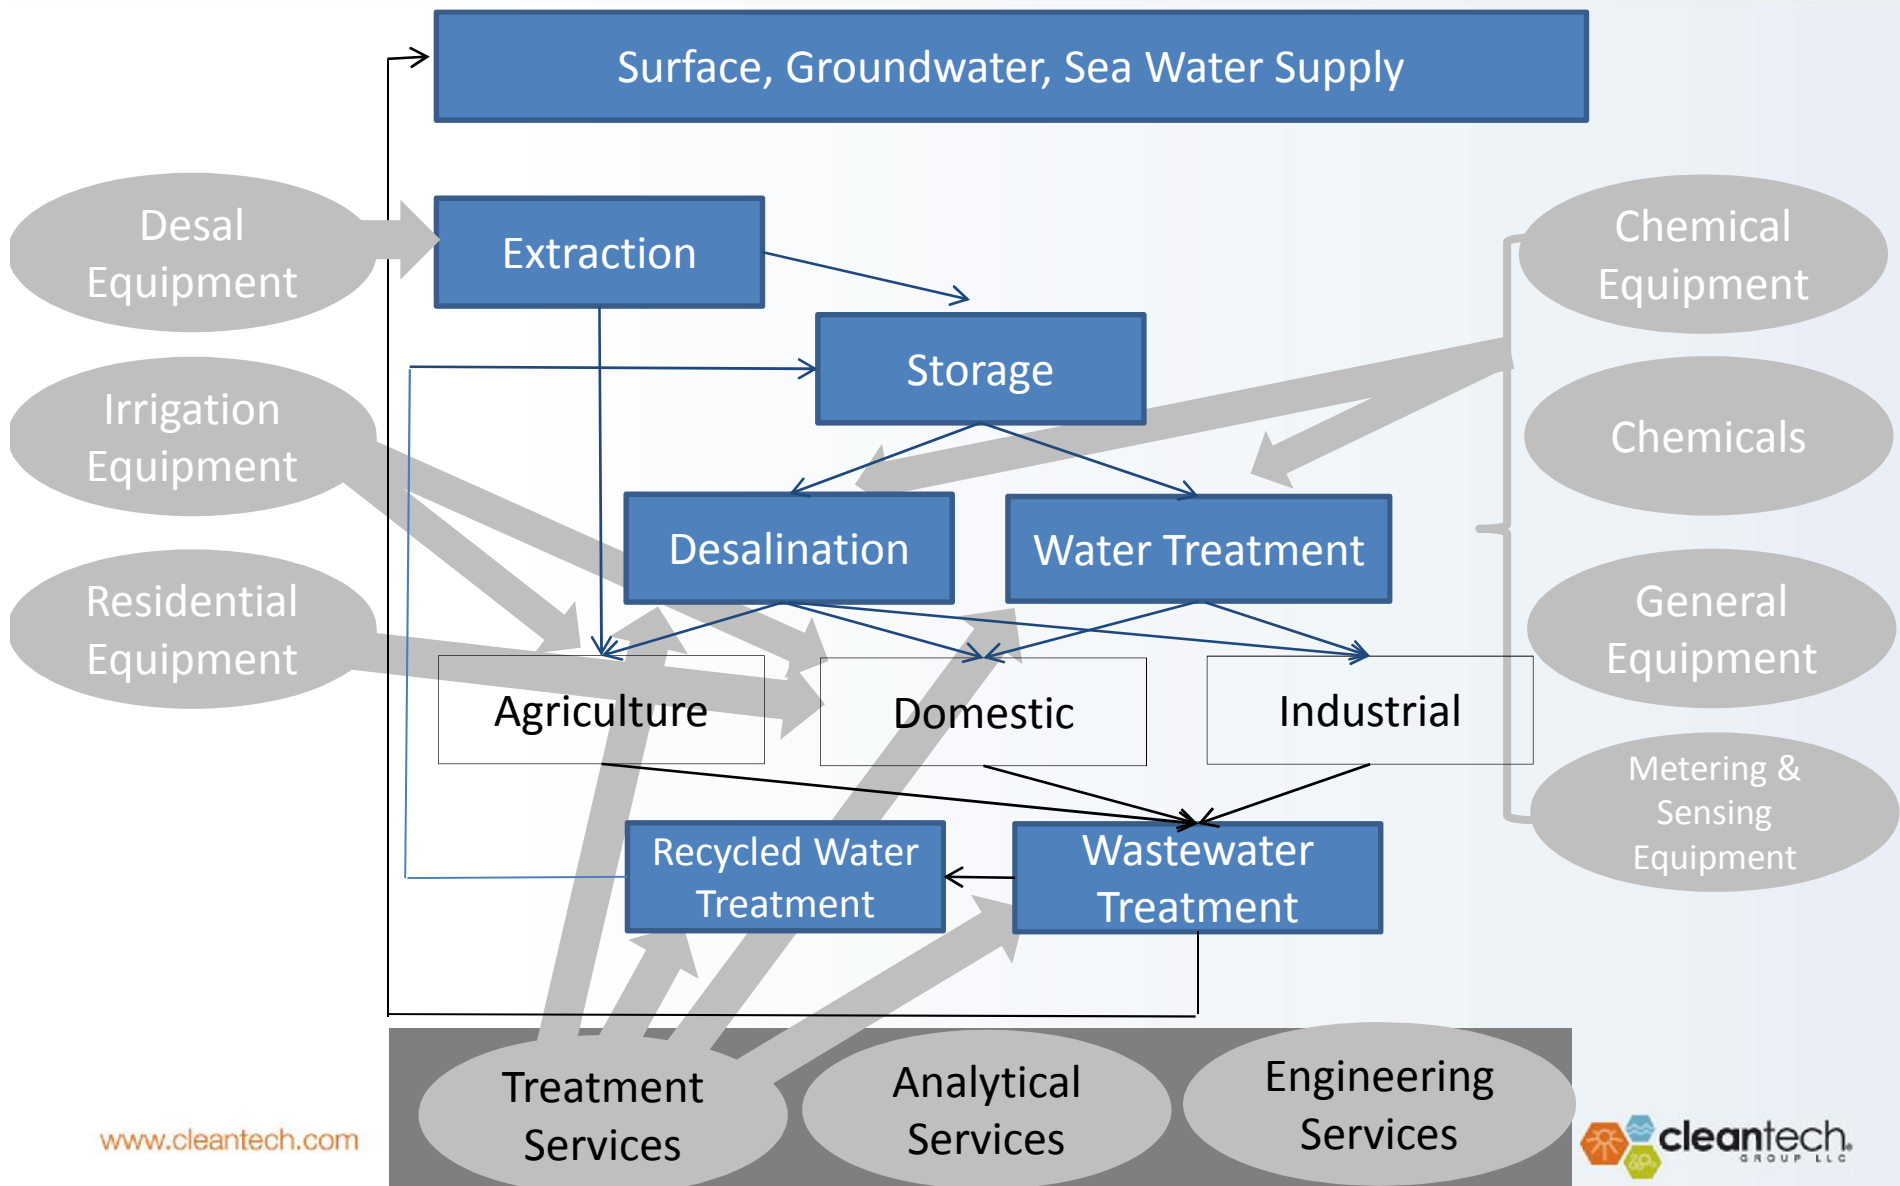 Surface, Groundwater, Sea Water Supply
Desal
Equipment
Extraction
Chemical
Equipment
Storage
Irrigation
Equipment
Chemicals
Desalination
Water Treatment
Residential
Equipment
General
Equipment
Agriculture
Domestic
Industrial
Metering &
Sensing
Equipment
Recycled Water
Treatment
Wastewater
Treatment
Treatment
Services
Analytical
Services
Engineering
Services
www.cleantech.com
cleantech.
GROUP LLC